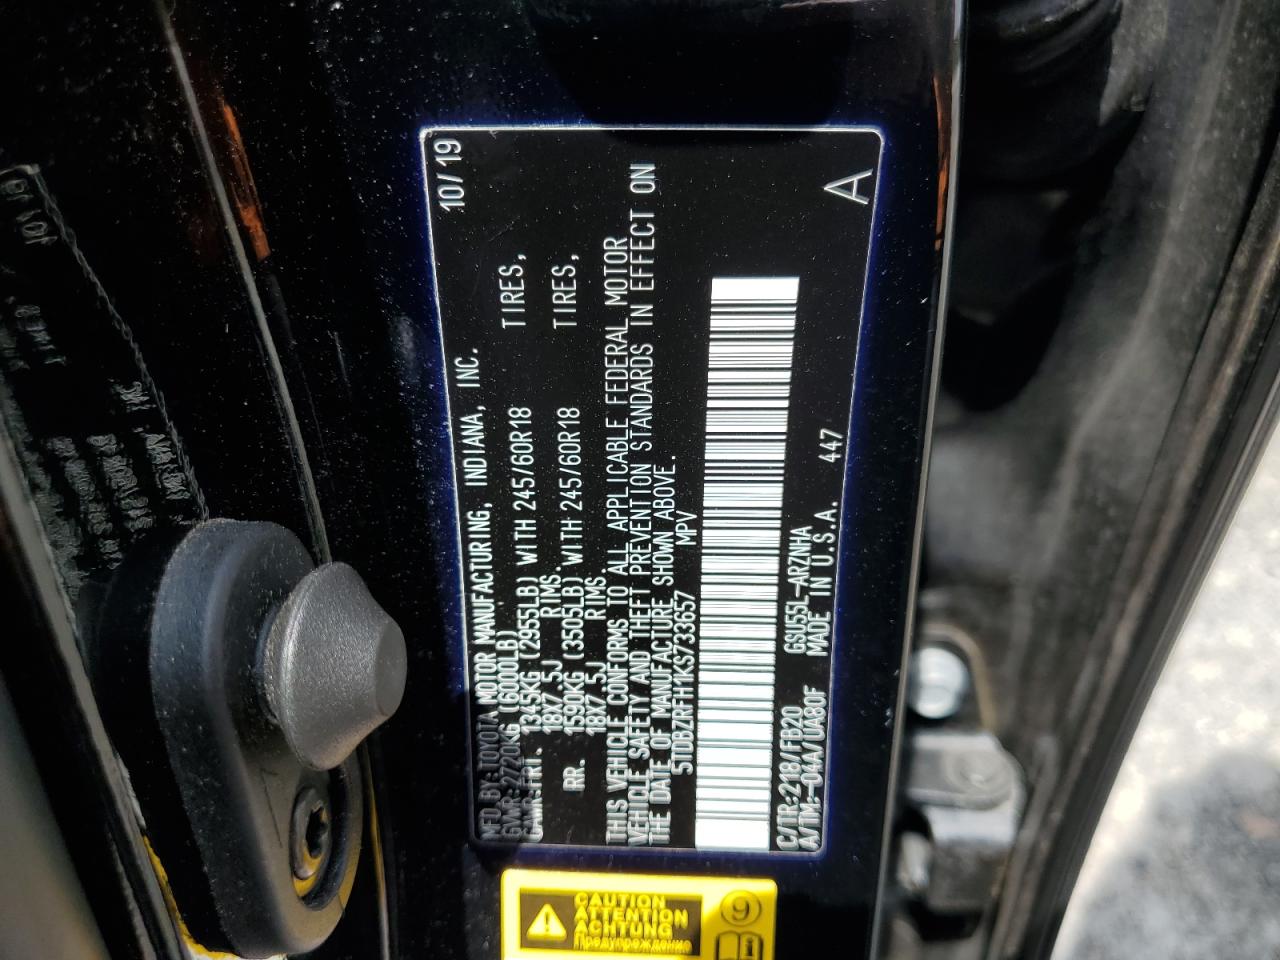 MFD. BY: TOYOTA MOTOR MANUFACTURING, INDIANA, INC. 10/19
GVWR: 2720KG (6000LB)
GAWR: FRT. 1345KG (2955LB) WITH 245/60R18 TIRES,
18X7.5J RIMS.
RR. 1590KG (3505LB) WITH 245/60R18 TIRES,
18X7.5J RIMS.
THIS VEHICLE CONFORMS TO ALL APPLICABLE FEDERAL MOTOR
VEHICLE SAFETY AND THEFT PREVENTION STANDARDS IN EFFECT ON
THE DATE OF MANUFACTURE SHOWN ABOVE.
5TDBZRFH1KS733657 MPV
C/TR: 218/FB20 GSU55L-ARZNHA
A/TM: -04A/UA80F MADE IN U.S.A. 447 A
CAUTION
ATTENTION
ACHTUNG
Предупреждение
9